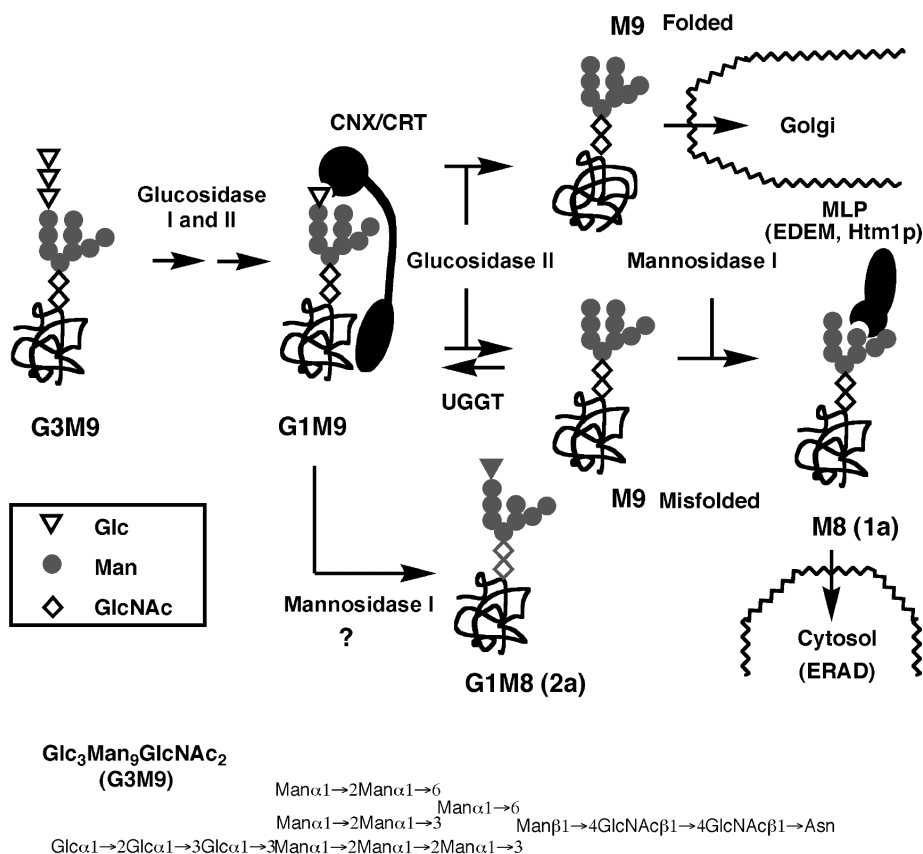 M9 Folded
CNX/CRT
Golgi
Glucosidase
I and II
MLP
(EDEM, Htm1p)
Glucosidase II
Mannosidase I
UGGT
G3M9
G1M9
M9 Misfolded
M8 (1a)
Glc
Man
GlcNAc
Mannosidase I
?
G1M8 (2a)
Cytosol
(ERAD)
Glc₃Man₉GlcNAc₂
(G3M9)
Manα1→2Manα1→6
Manα1→6
Manα1→2Manα1→3
Manβ1→4GlcNAcβ1→4GlcNAcβ1→Asn
Glcα1→2Glcα1→3Glcα1→3Manα1→2Manα1→2Manα1→3